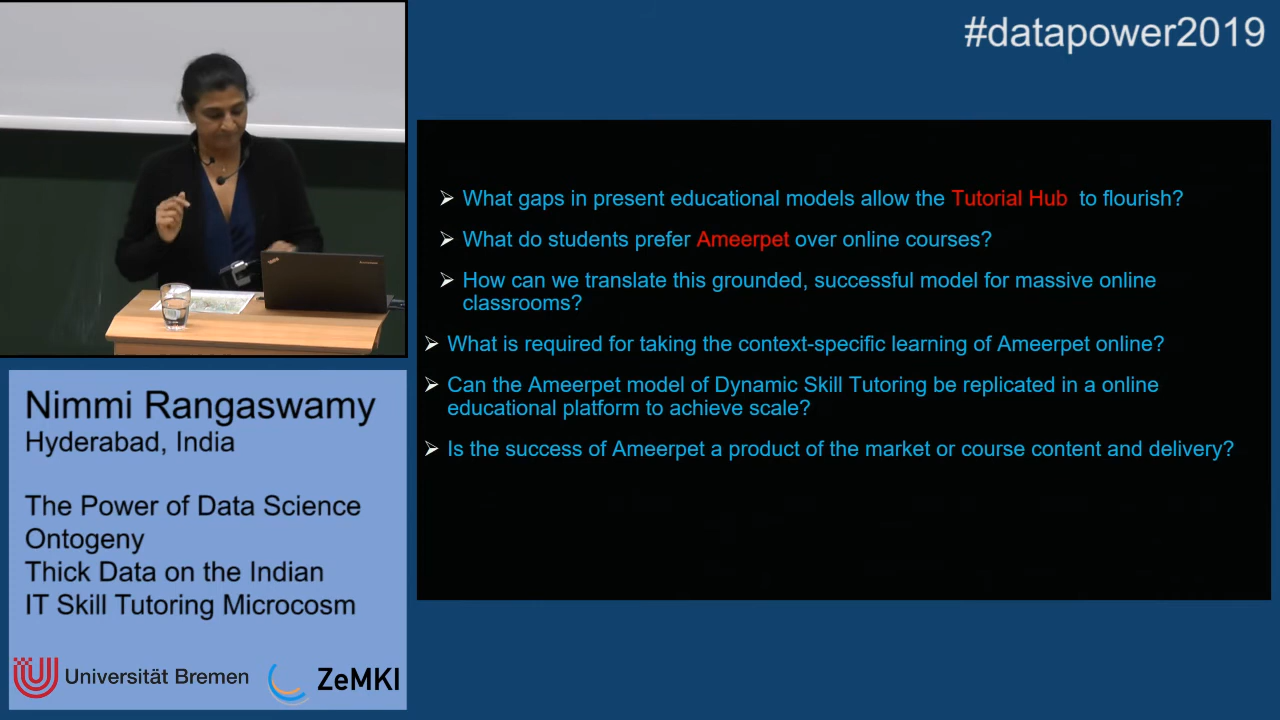 #datapower2019
What gaps in present educational models allow the Tutorial Hub to flourish?
What do students prefer Ameerpet over online courses?
How can we translate this grounded, successful model for massive online
classrooms?
What is required for taking the context-specific learning of Ameerpet online?
Can the Ameerpet model of Dynamic Skill Tutoring be replicated in a online
educational platform to achieve scale?
Is the success of Ameerpet a product of the market or course content and delivery?
Nimmi Rangaswamy
Hyderabad, India
The Power of Data Science
Ontogeny
Thick Data on the Indian
IT Skill Tutoring Microcosm
Universität Bremen
ZeMKI